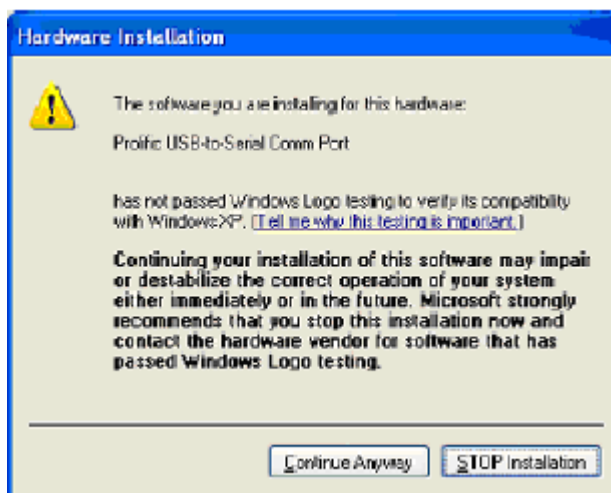 Hardware Installation
The software you are installing for this hardware:
Prolific USB-to-Serial Comm Port
has not passed Windows Logo testing to verify its compatibility
with Windows XP. (Tell me why this testing is important.)
Continuing your installation of this software may impair
or destabilize the correct operation of your system
either immediately or in the future. Microsoft strongly
recommends that you stop this installation now and
contact the hardware vendor for software that has
passed Windows Logo testing.
Continue Anyway
STOP Installation